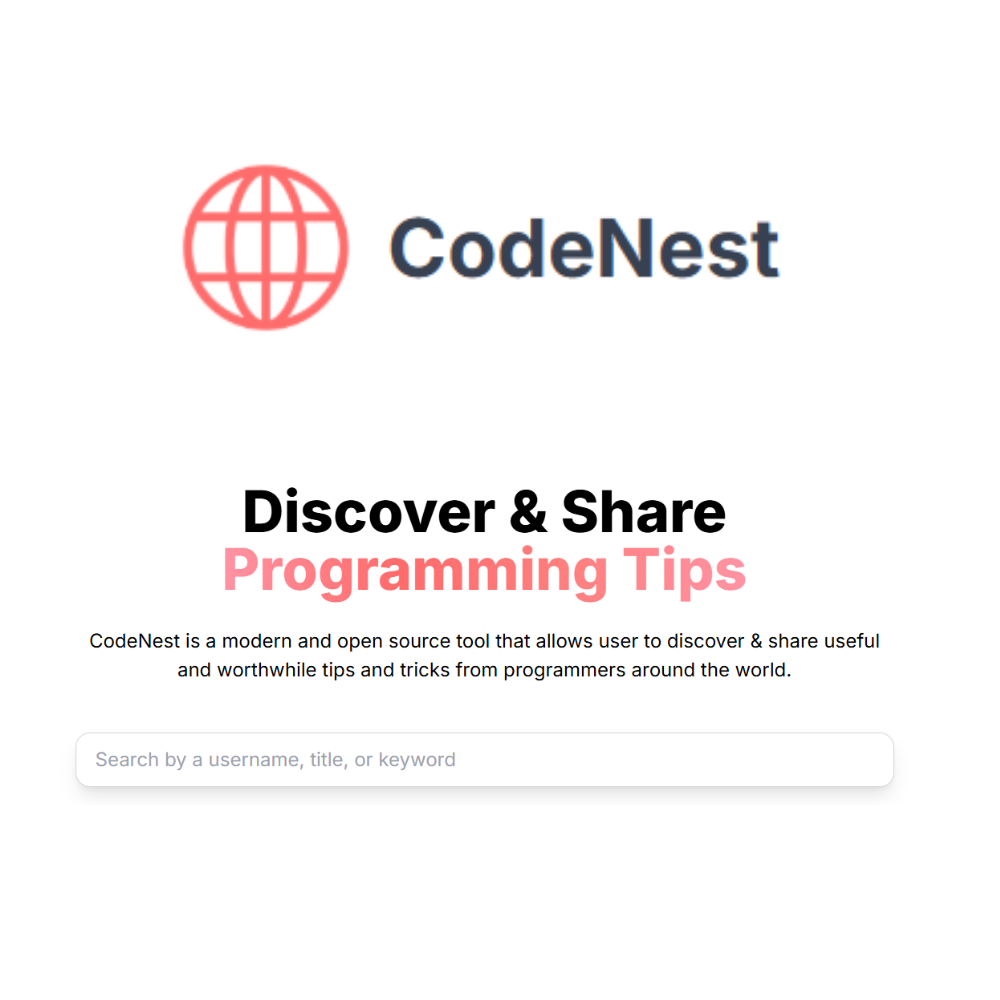 CodeNest
Discover & Share
Programming Tips
CodeNest is a modern and open source tool that allows user to discover & share useful
and worthwhile tips and tricks from programmers around the world.
Search by a username, title, or keyword